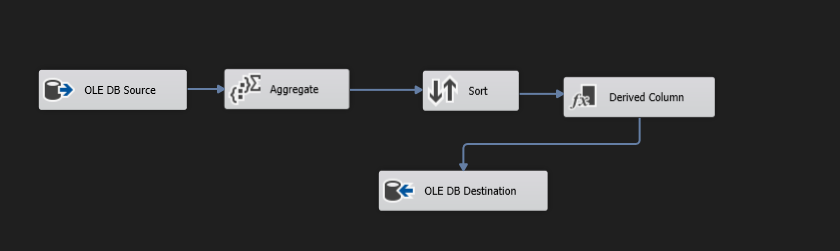 OLE DB Source
Aggregate
Sort
Derived Column
OLE DB Destination